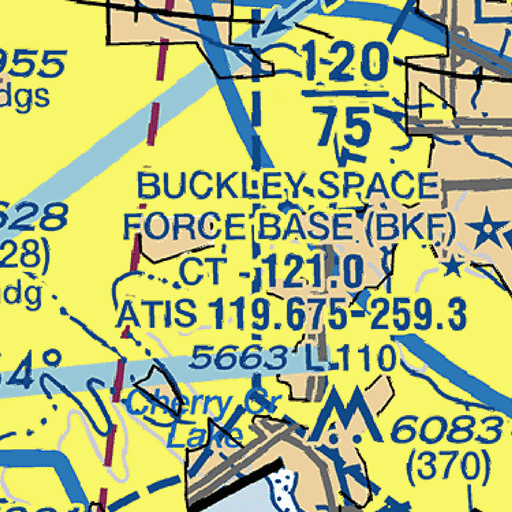 955
dgs
120
75
BUCKLEY SPACE
FORCE BASE (BKF)
628
28)
dg
CT - 121.0
ATIS 119.675-259.3
5663 L 110
54°
Cherry Cr
Lake
6083
(370)